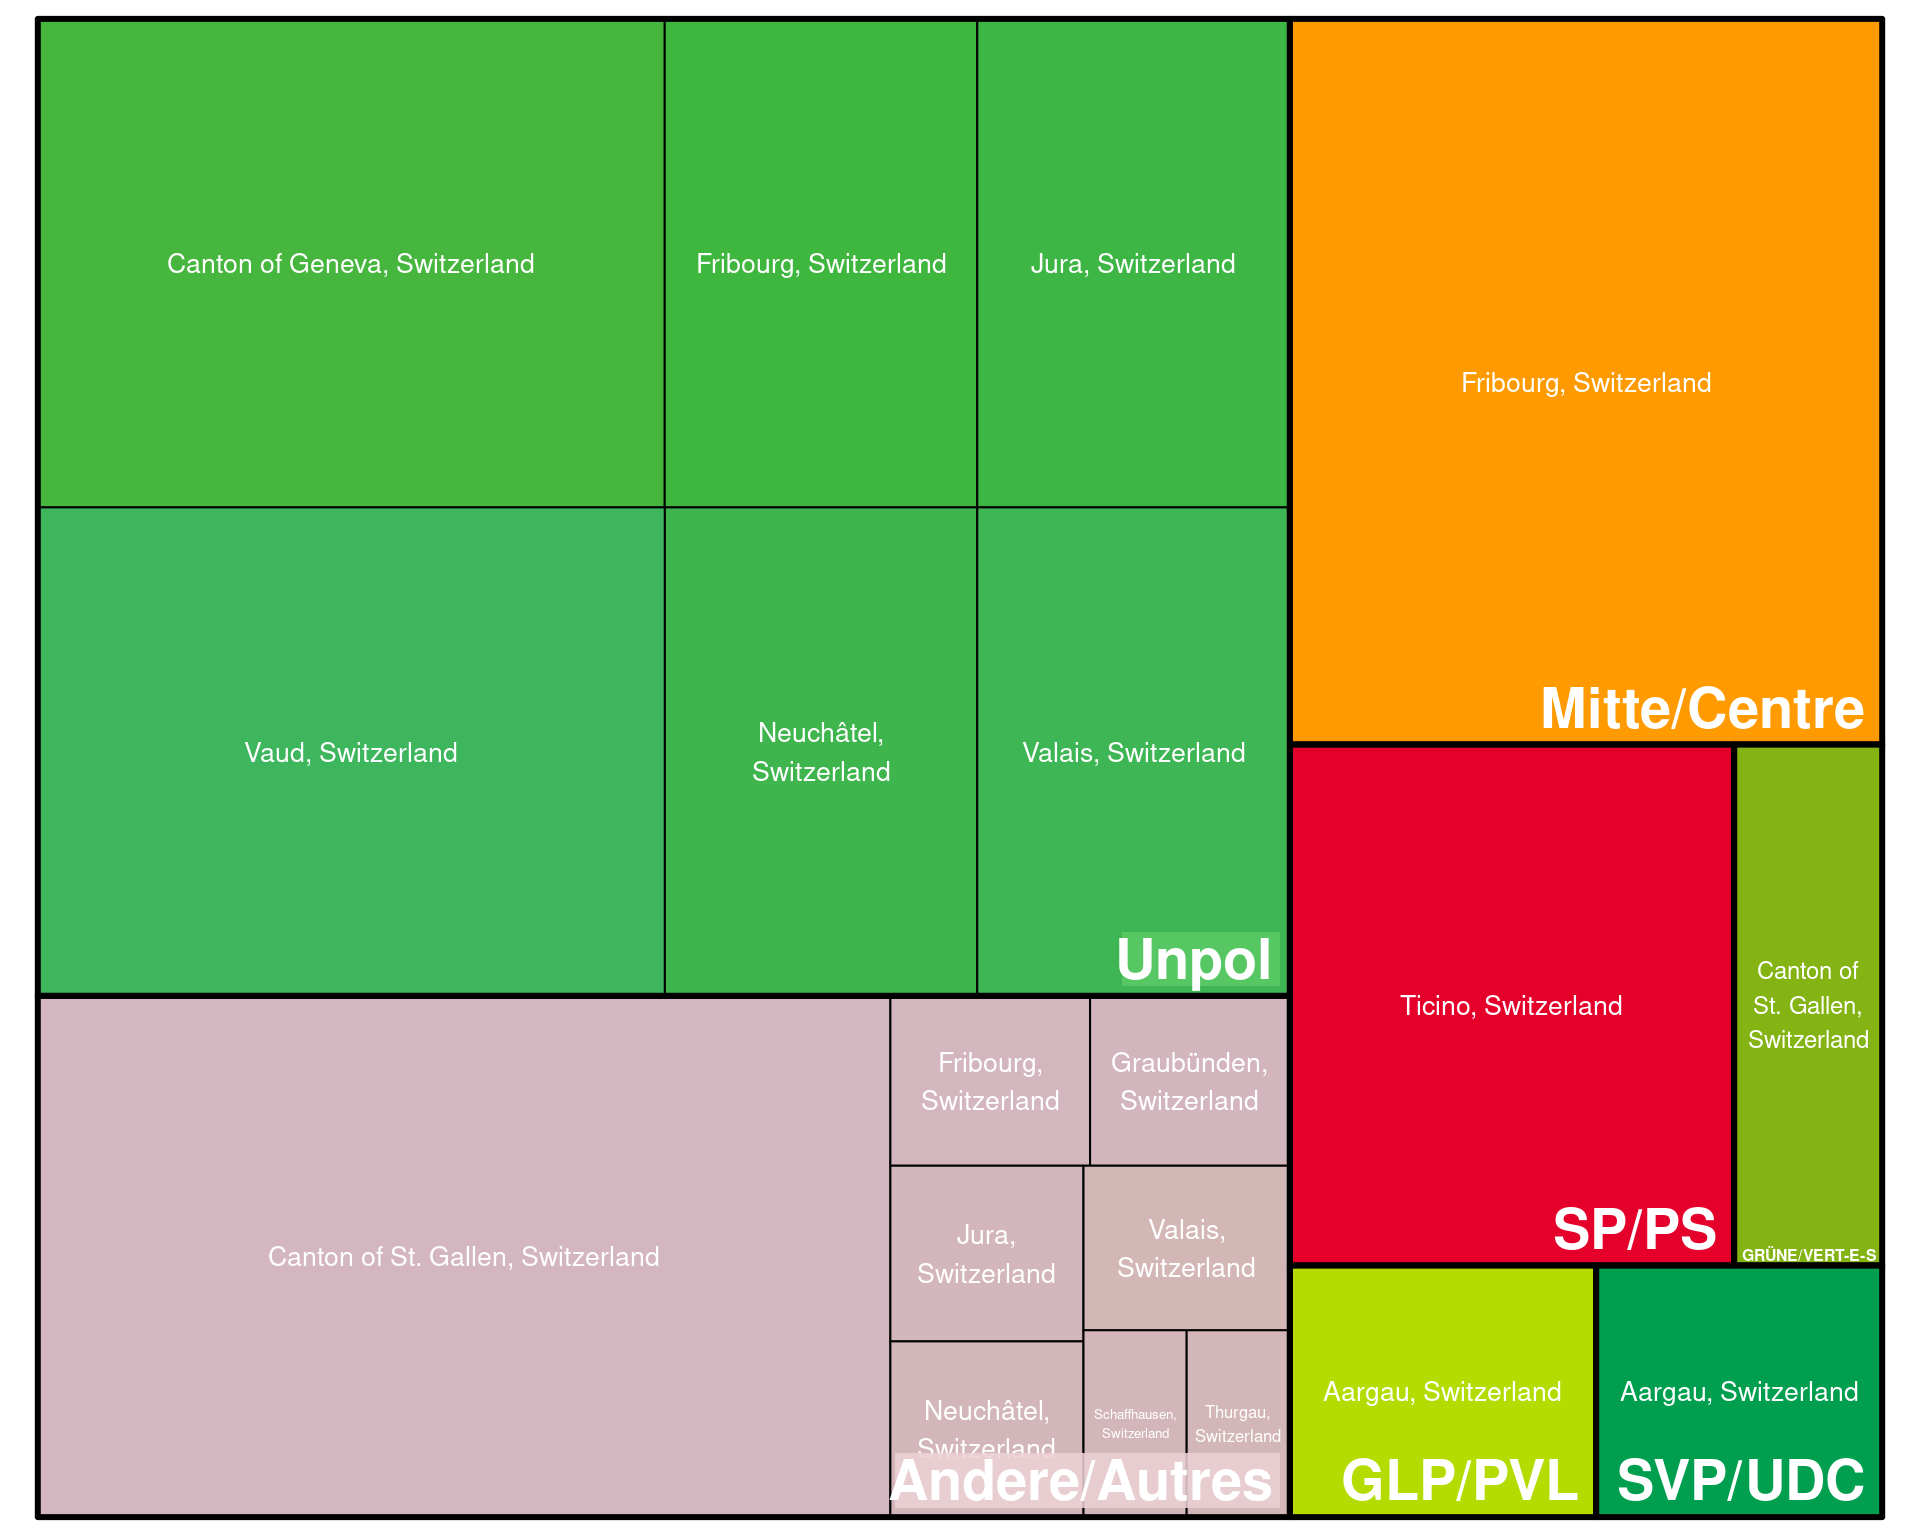 Canton of Geneva, Switzerland
Fribourg, Switzerland
Jura, Switzerland
Vaud, Switzerland
Neuchâtel,
Switzerland
Valais, Switzerland
Unpol
Canton of St. Gallen, Switzerland
Fribourg,
Switzerland
Graubünden,
Switzerland
Jura,
Switzerland
Valais,
Switzerland
Neuchâtel,
Switzerland
Schaffhausen,
Switzerland
Thurgau,
Switzerland
Andere/Autres
Fribourg, Switzerland
Mitte/Centre
Ticino, Switzerland
SP/PS
Canton of
St. Gallen,
Switzerland
GRÜNE/VERT-E-S
Aargau, Switzerland
GLP/PVL
Aargau, Switzerland
SVP/UDC